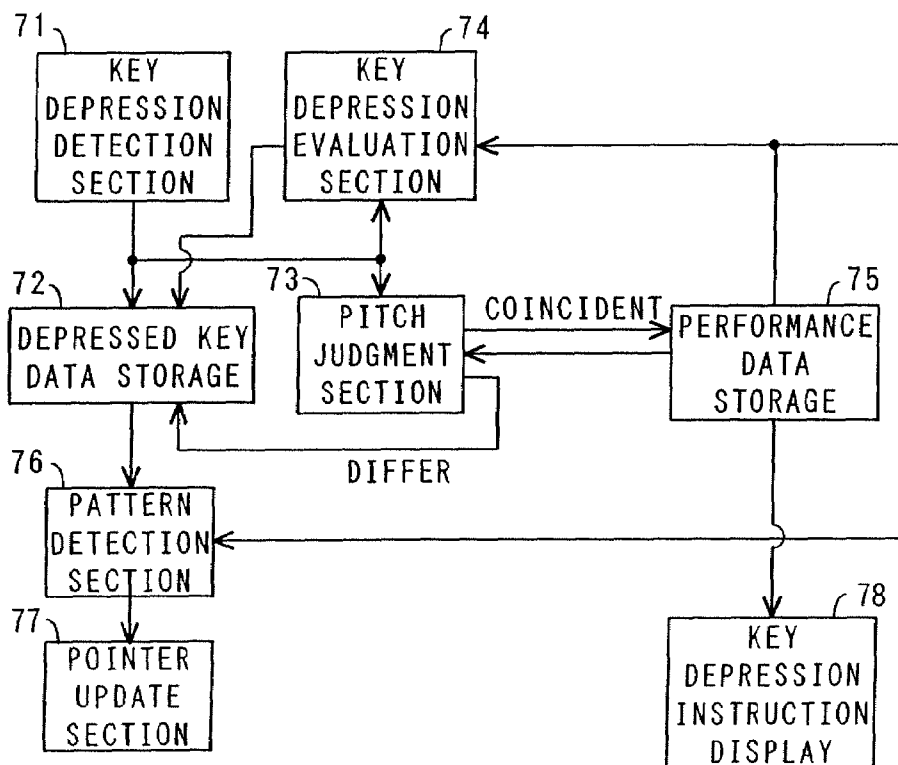 71
KEY
DEPRESSION
DETECTION
SECTION
74
KEY
DEPRESSION
EVALUATION
SECTION
72
DEPRESSED KEY
DATA STORAGE
73
PITCH
JUDGMENT
SECTION
COINCIDENT
75
PERFORMANCE
DATA
STORAGE
DIFFER
76
PATTERN
DETECTION
SECTION
77
POINTER
UPDATE
SECTION
78
KEY
DEPRESSION
INSTRUCTION
DISPLAY